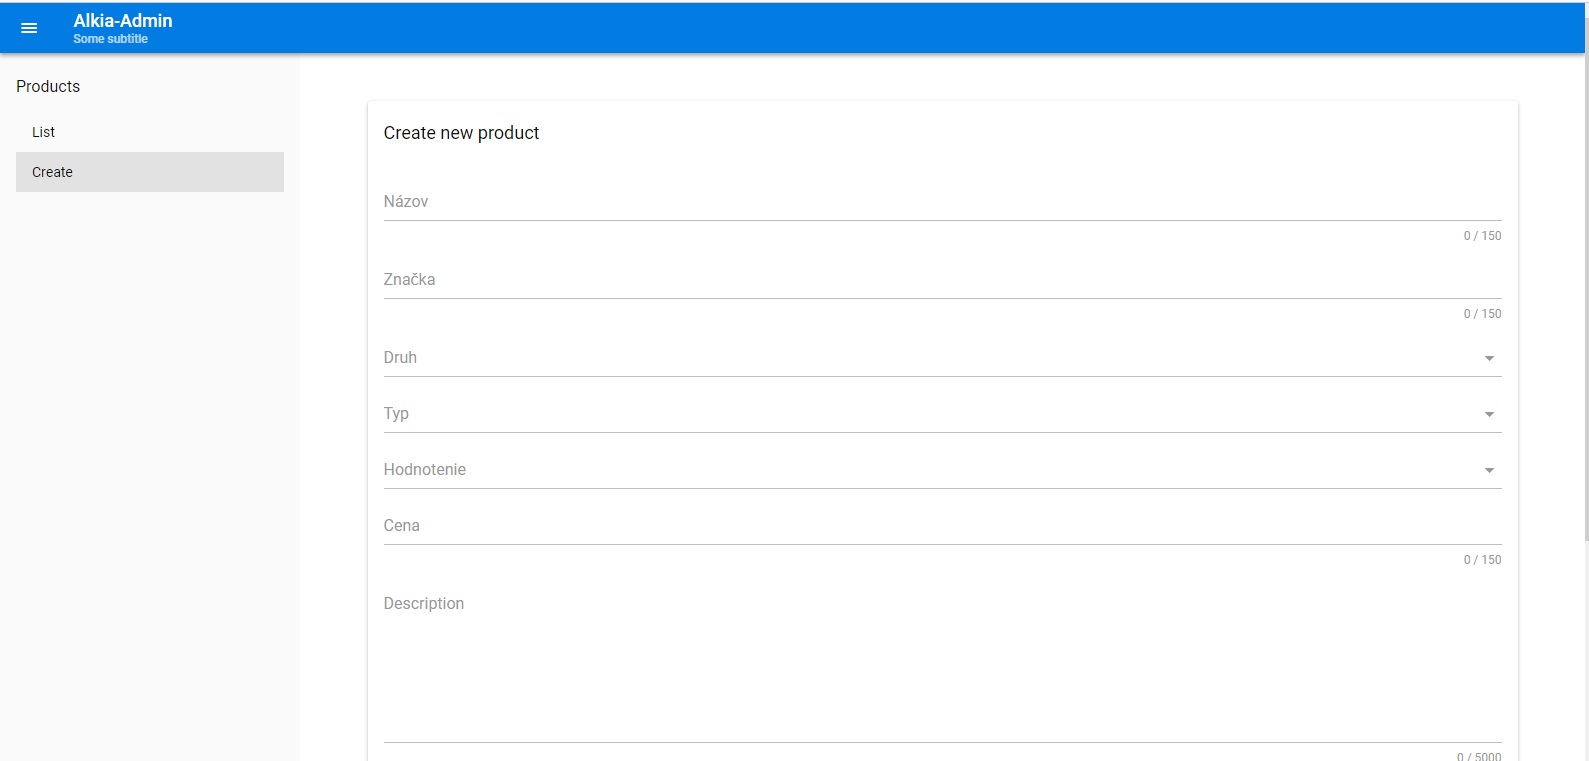 Alkia-Admin
Some subtitle
Products
List
Create
Create new product
Názov
0 / 150
Značka
0 / 150
Druh
Typ
Hodnotenie
Cena
0 / 150
Description
0 / 5000